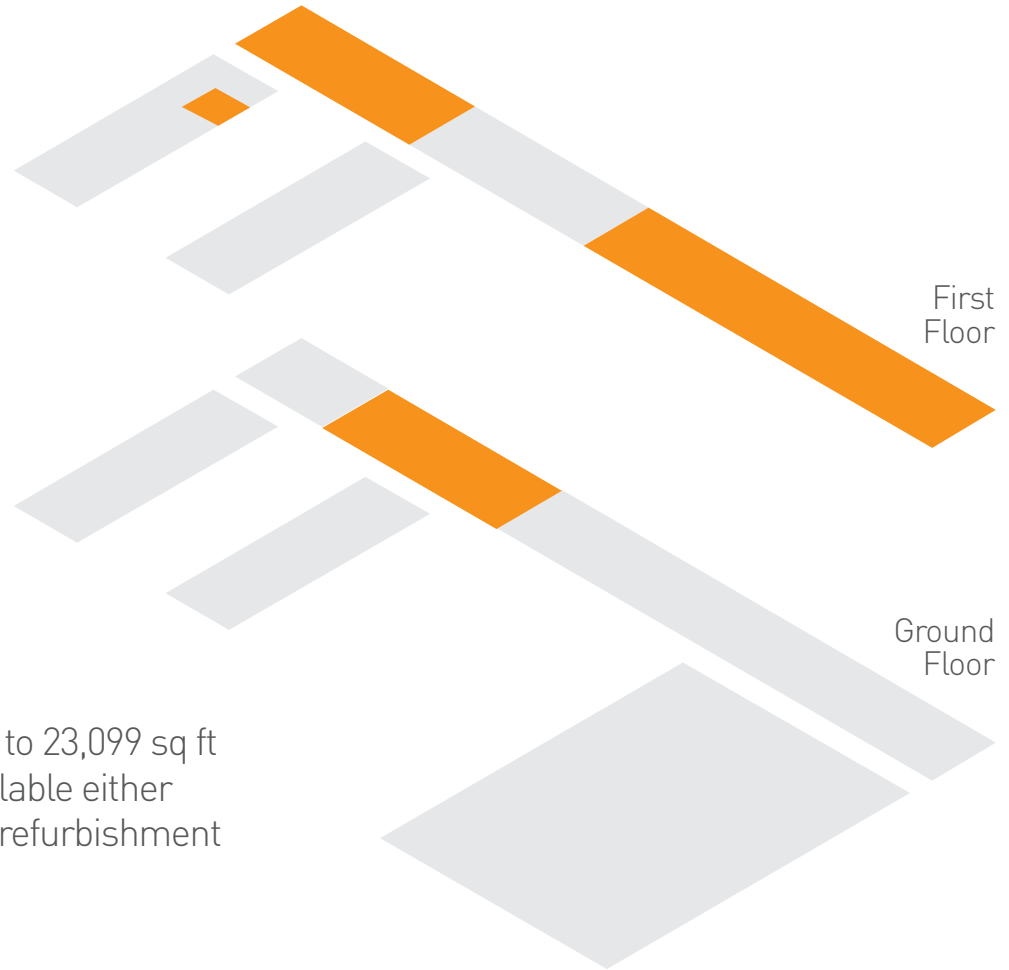 First
Floor
Ground
Floor
to 23,099 sq ft
lable either
refurbishment